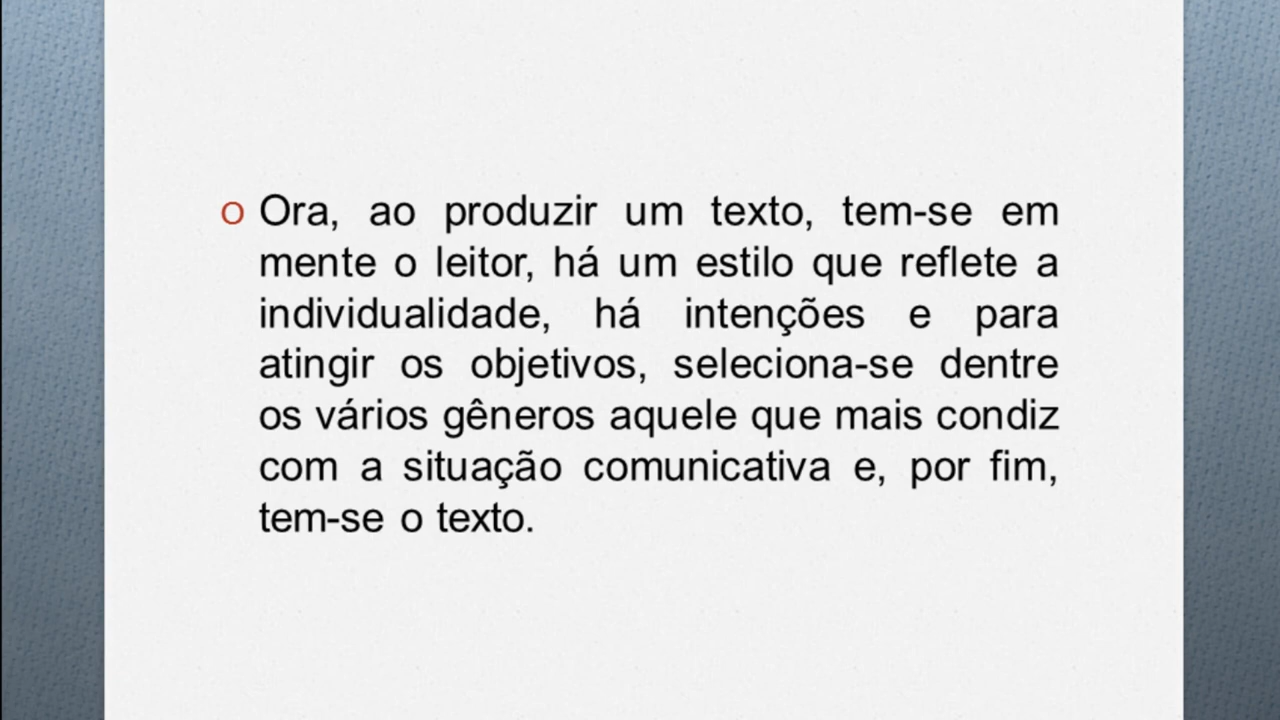 Ora, ao produzir um texto, tem-se em
mente o leitor, há um estilo que reflete a
individualidade, há intenções e para
atingir os objetivos, seleciona-se dentre
os vários gêneros aquele que mais condiz
com a situação comunicativa e, por fim,
tem-se o texto.